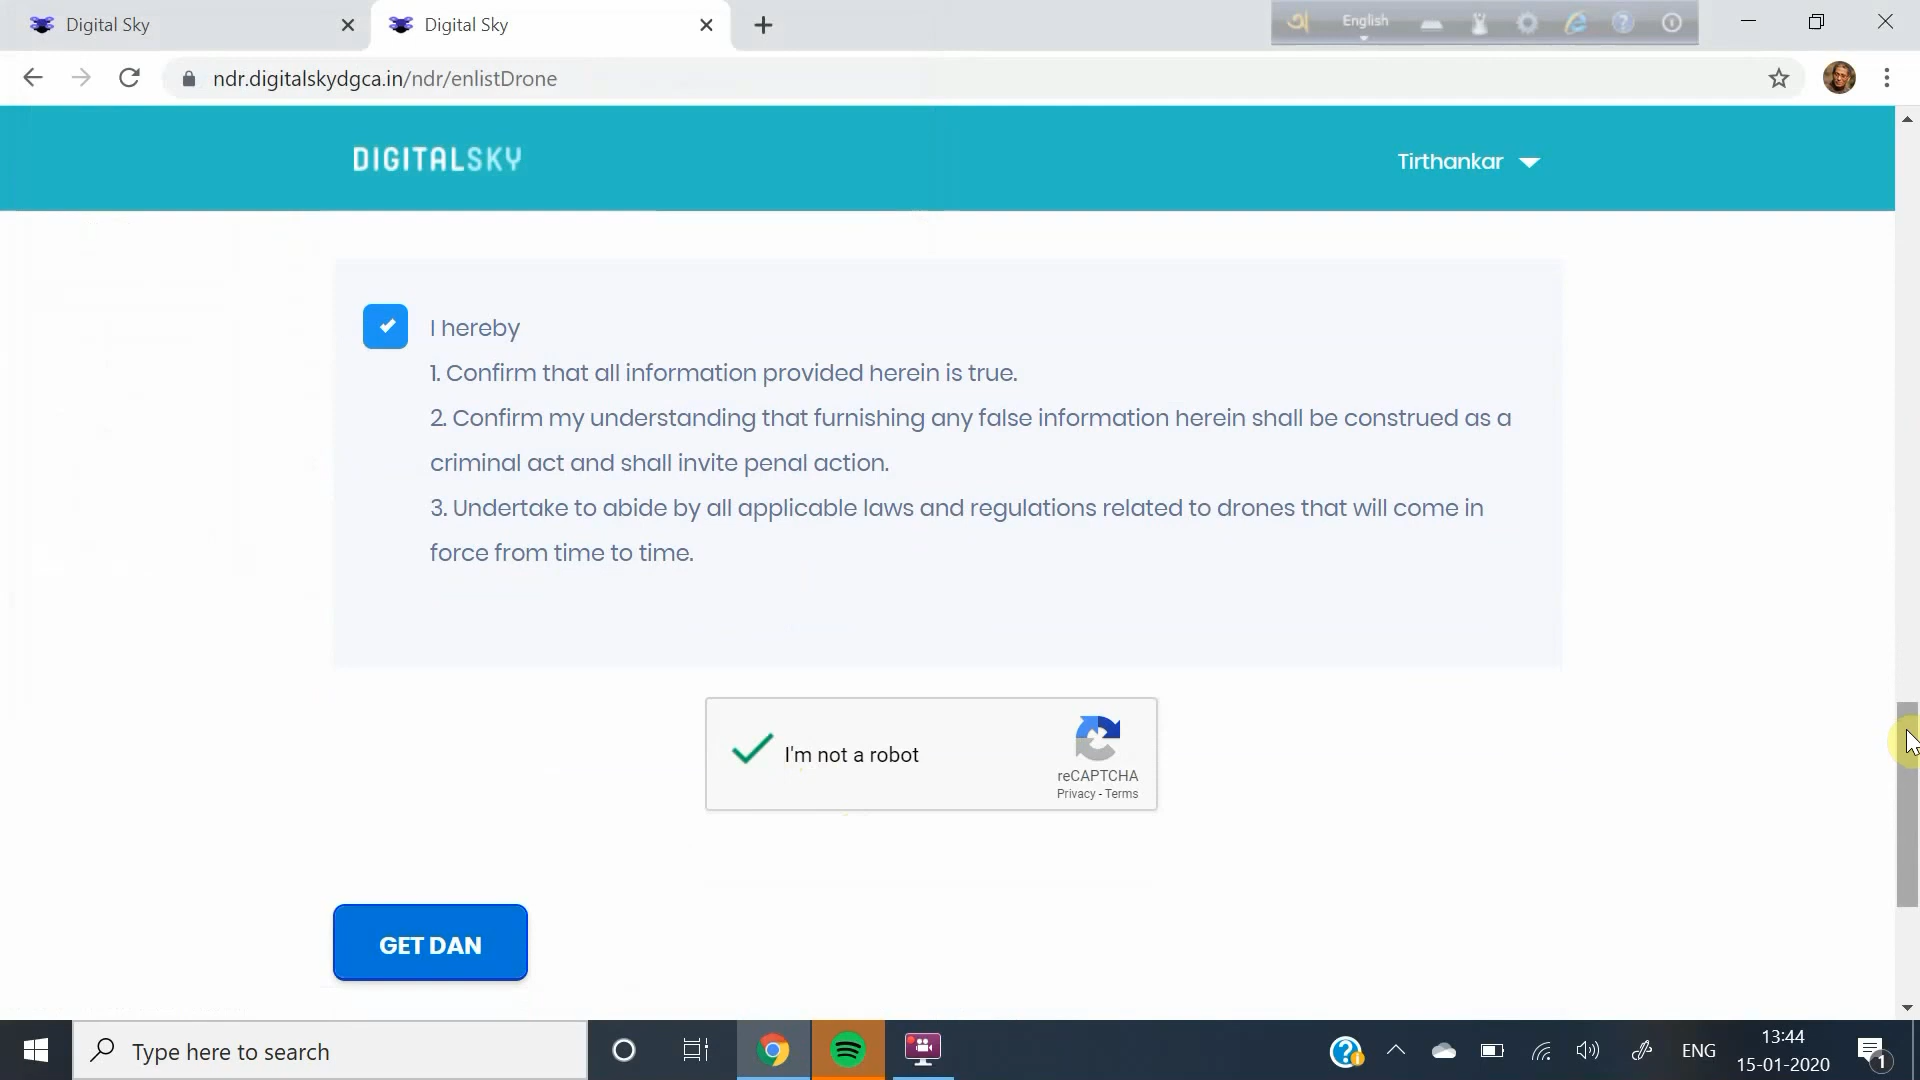 Digital Sky
Digital Sky
English
ndr.digitalskydgca.in/ndr/enlistDrone
DIGITALSKY
Tirthankar
I hereby
1. Confirm that all information provided herein is true.
2. Confirm my understanding that furnishing any false information herein shall be construed as a
criminal act and shall invite penal action.
3. Undertake to abide by all applicable laws and regulations related to drones that will come in
force from time to time.
I'm not a robot
reCAPTCHA
Privacy - Terms
GET DAN
Type here to search
ENG
13:44
15-01-2020
1